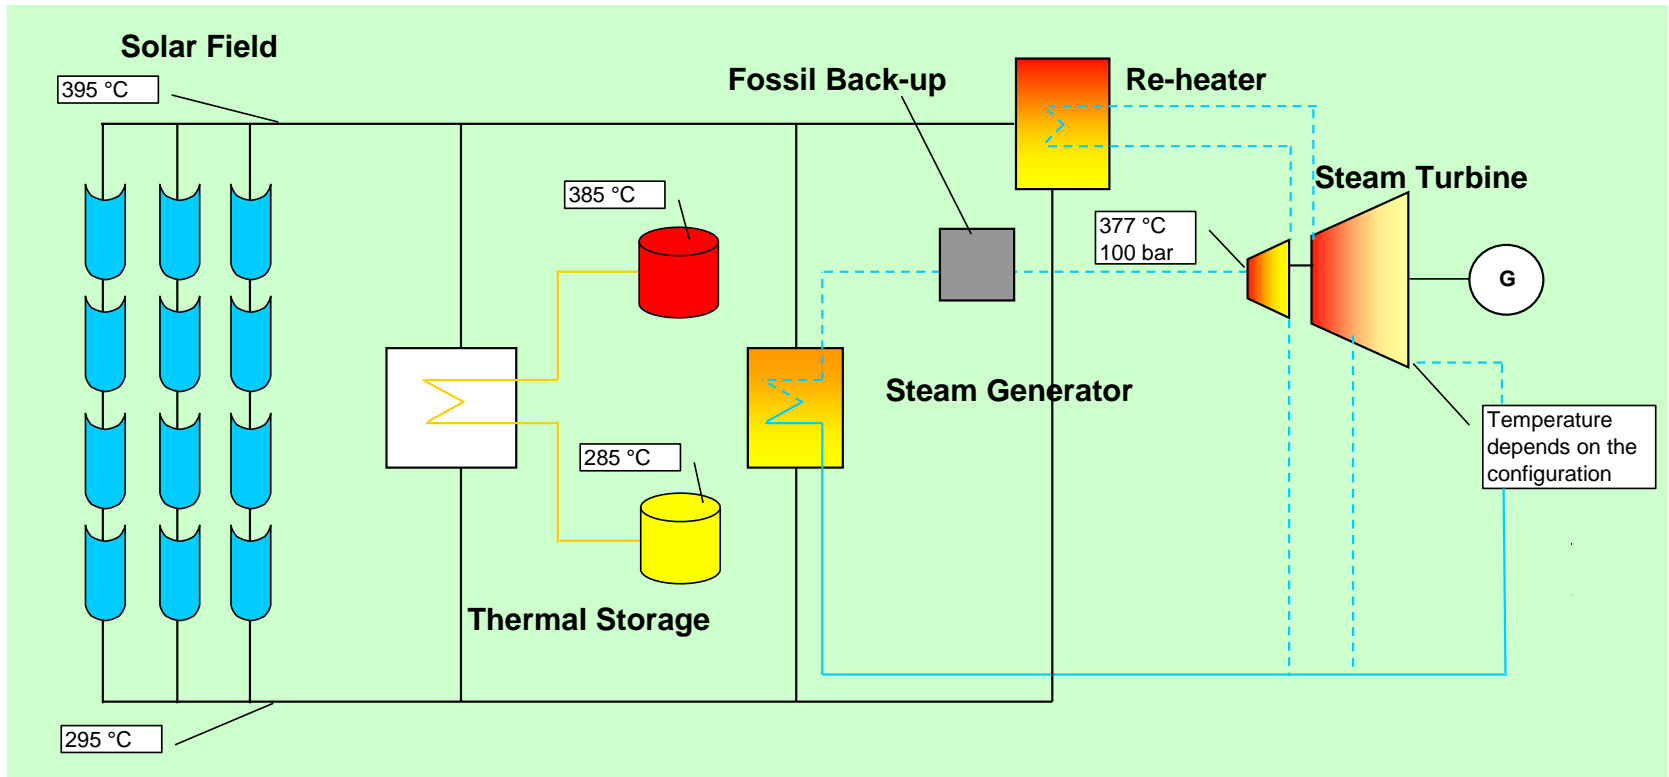 Solar Field
395 °C
Fossil Back-up
Re-heater
385 °C
Steam Turbine
377 °C
100 bar
G
Steam Generator
Temperature
depends on the
configuration
285 °C
Thermal Storage
295 °C